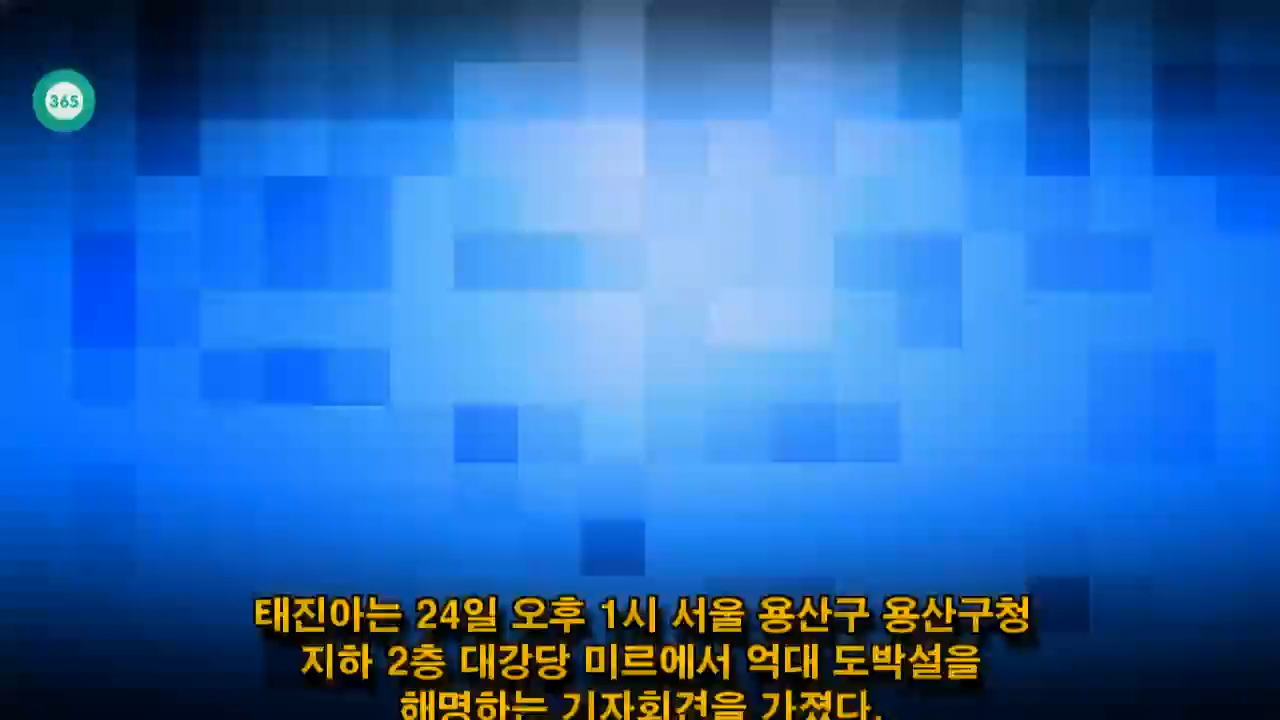 365
태진아는 24일 오후 1시 서울 용산구 용산구청
지하 2층 대강당 미르에서 억대 도박설을
해명하는 기자회견을 가졌다.